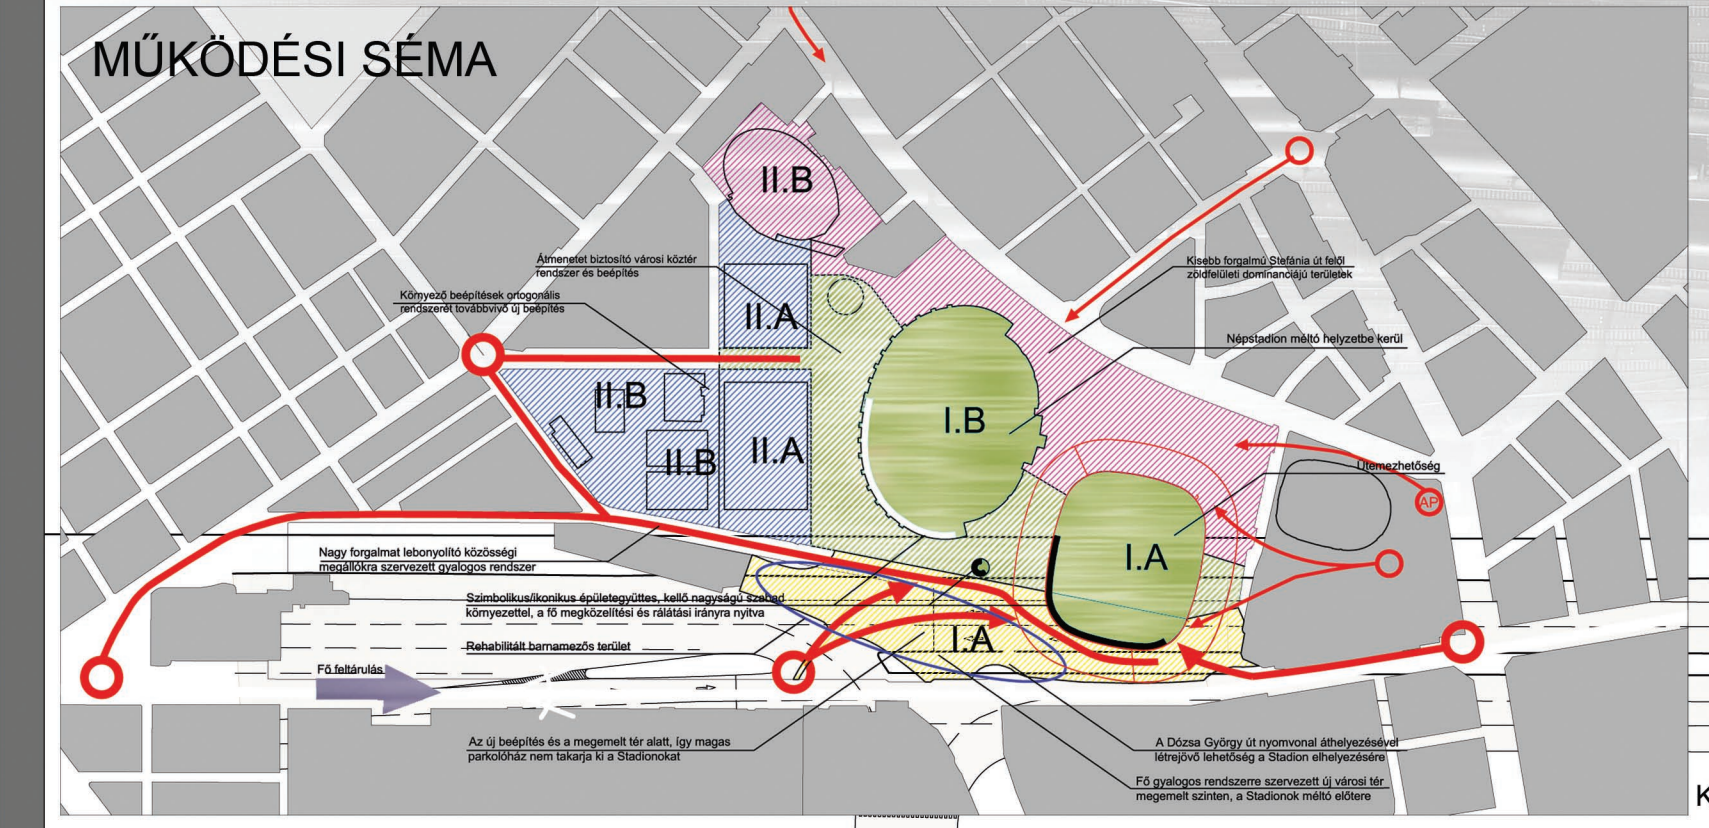 MŰKÖDÉSI SÉMA
II.B
Átmenetet biztosító városi köztér
rendszer és beépítés
Kisebb forgalmú Stefánia út felől
zöldfelületi dominanciájú területek
Környező beépítések ortogonális
rendszerét továbbvivő új beépítés
II.A
Népstadion méltó helyzetbe kerül
II.B
I.B
II.A
II.B
Ütemezhetőség
AP
Nagy forgalmat lebonyolító közösségi
megállókra szervezett gyalogos rendszer
I.A
Szimbolikus/ikonikus épületegyüttes, kellő nagyságú szabad
környezettel, a fő megközelítési és rálátási irányra nyitva
I.A
Rehabilitált barnamezős terület
Fő feltárulás
Az új beépítés és a megemelt tér alatt, így magas
parkolóház nem takarja ki a Stadionokat
A Dózsa György út nyomvonal áthelyezésével
létrejövő lehetőség a Stadion elhelyezésére
Fő gyalogos rendszerre szervezett új városi tér
megemelt szinten, a Stadionok méltó előtere
K